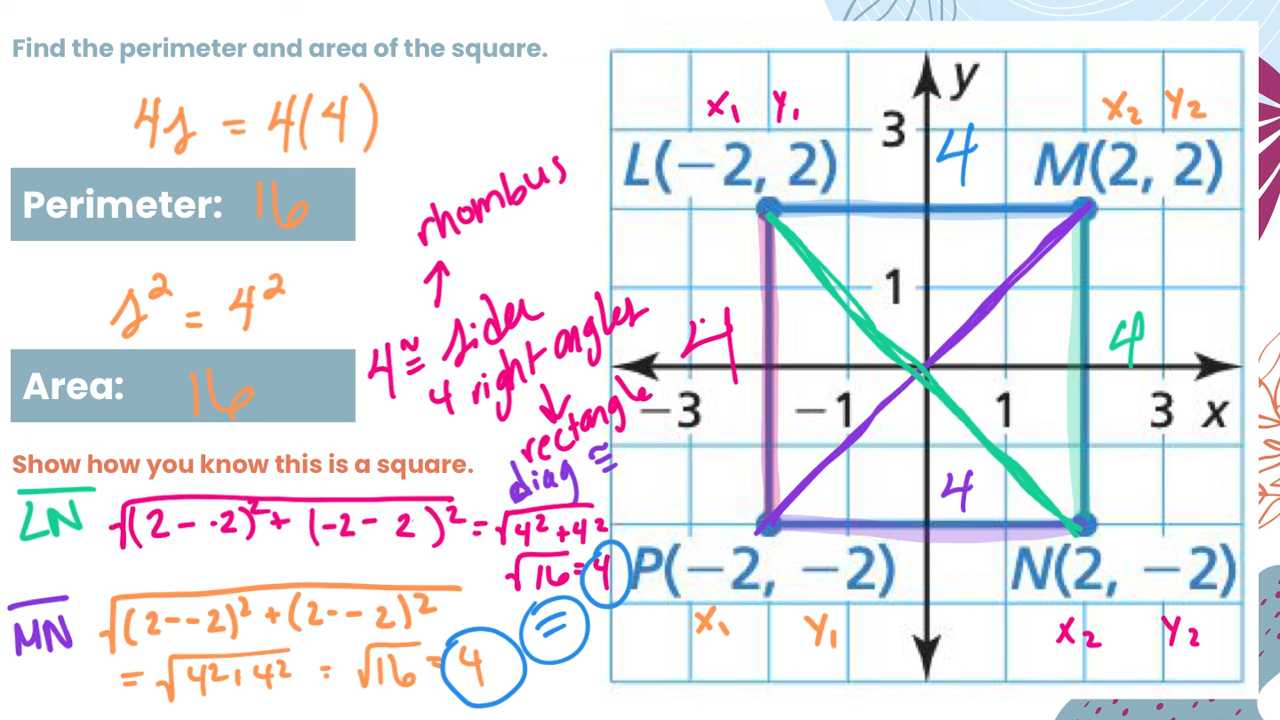 Find the perimeter and area of the square.
4s = 4(4)
Perimeter: 16
s² = 4²
Area: 16
rhombus
↑
4 ≅ sides
4 right angles
↓
rectangle
diag ≅
Show how you know this is a square.
LN √(2 - -2)² + (-2 - 2)² = √4² + 4²
√16 = 4
MN √(2 - - 2)² + (2 - - 2)²
= √4² + 4² = √16 = 4
=
y
x₁ y₁ x₂ y₂
3 4
L(−2, 2) M(2, 2)
1
4 4
−3 −1 1 3 x
4
P(−2, −2) N(2, −2)
x₁ y₁ x₂ y₂